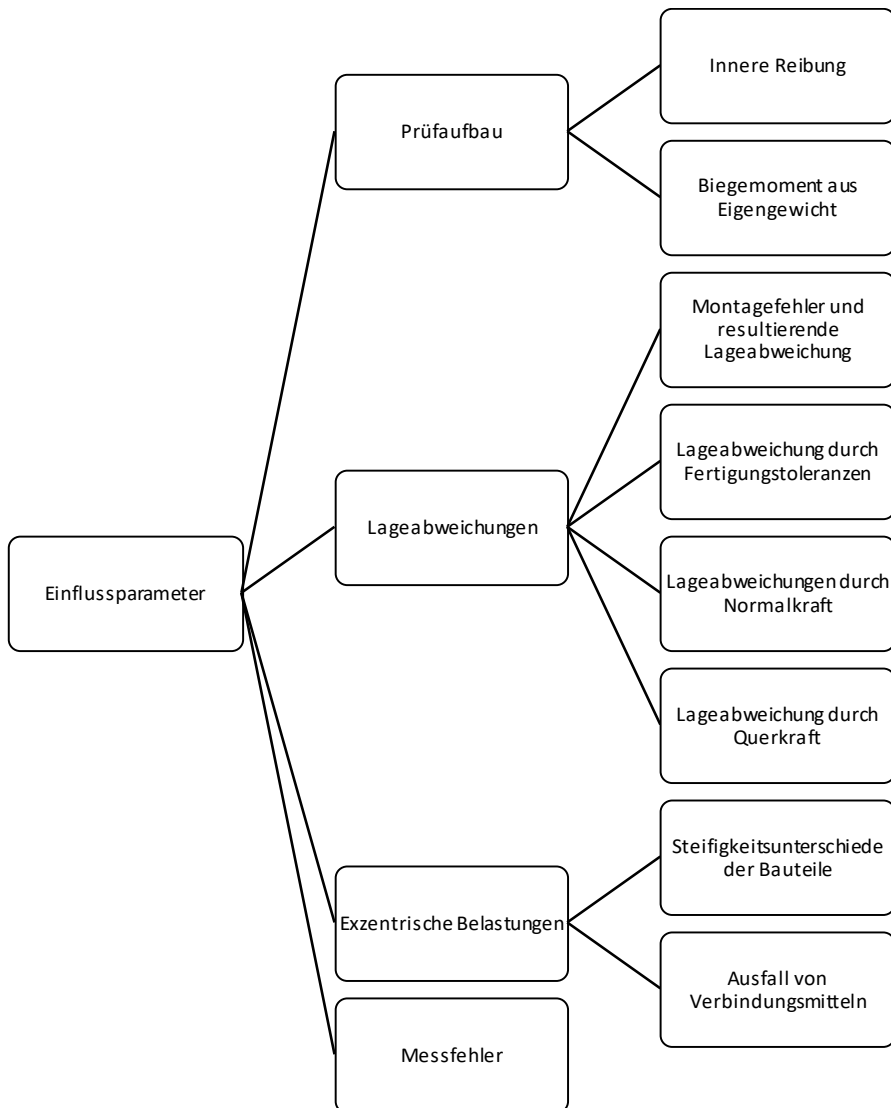 Innere Reibung
Prüfaufbau
Biegemoment aus
Eigengewicht
Montagefehler und
resultierende
Lageabweichung
Lageabweichung durch
Fertigungstoleranzen
Lageabweichungen
Einflussparameter
Lageabweichungen durch
Normalkraft
Lageabweichung durch
Querkraft
Steifigkeitsunterschiede
der Bauteile
Exzentrische Belastungen
Ausfall von
Verbindungsmitteln
Messfehler